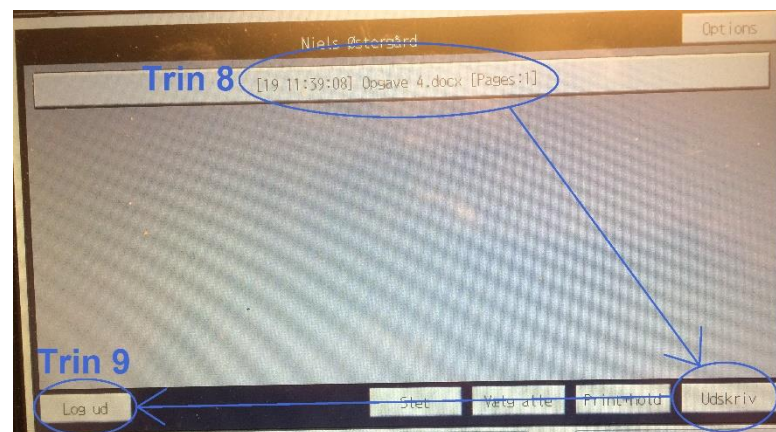 Options
Niels Østergård
Trin 8
[19 11:39:08] Opgave 4.docx [Pages:1]
Trin 9
Log ud
Slet
Vælg alle
Print+hold
Udskriv